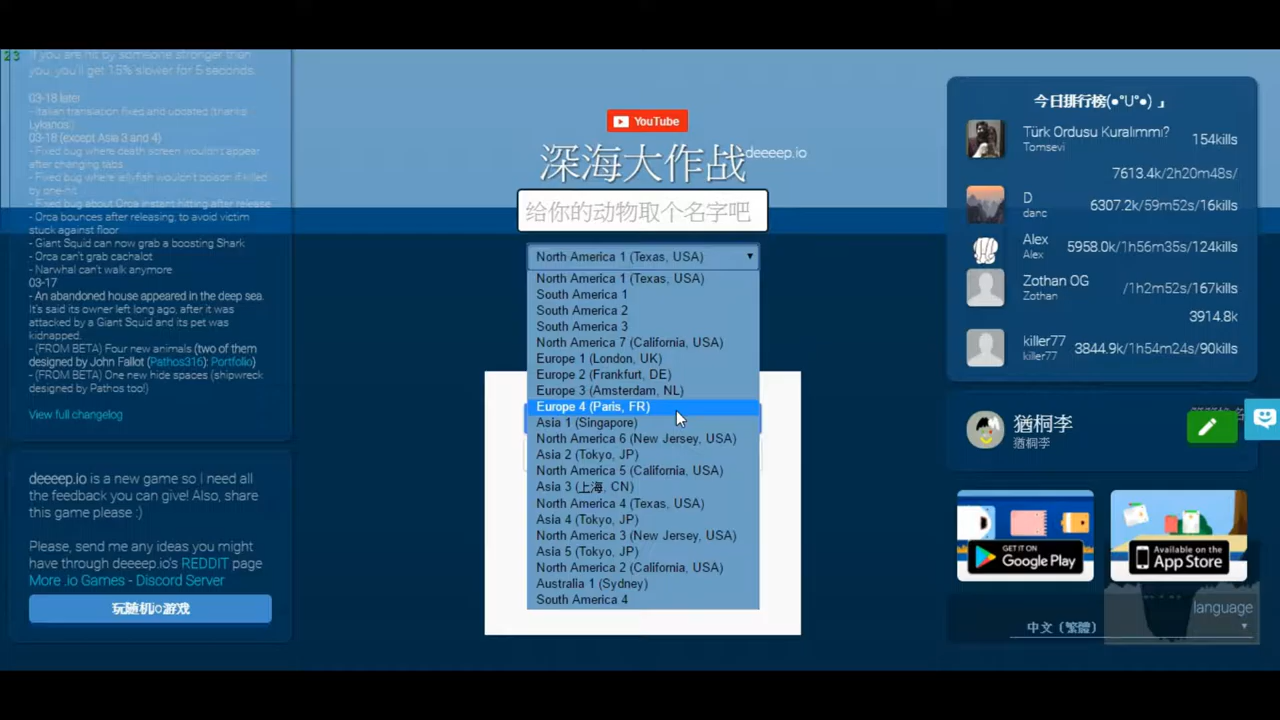 23
If you are hit by someone stronger than
you, you'll get 15% slower for 5 seconds.
03-18 later
- Italian translation fixed and updated (thanks
Lykanos!)
03-18 (except Asia 3 and 4)
- Fixed bug where death screen wouldn't appear
after changing tabs
- Fixed bug where jellyfish wouldn't poison if killed
by one-hit
- Fixed bug about Orca instant hitting after release
- Orca bounces after releasing, to avoid victim
stuck against floor
- Giant Squid can now grab a boosting Shark
- Orca can't grab cachalot
- Narwhal can't walk anymore
03-17
- An abandoned house appeared in the deep sea.
It's said its owner left long ago, after it was
attacked by a Giant Squid and its pet was
kidnapped.
- (FROM BETA) Four new animals (two of them
designed by John Fallot (Pathos316): Portfolio)
- (FROM BETA) One new hide spaces (shipwreck
designed by Pathos too!)
View full changelog
deeeep.io is a new game so I need all
the feedback you can give! Also, share
this game please :)
Please, send me any ideas you might
have through deeeep.io's REDDIT page
More .io Games - Discord Server
玩随机io游戏
YouTube
深海大作战deeeep.io
给你的动物取个名字吧
North America 1 (Texas, USA)
North America 1 (Texas, USA)
South America 1
South America 2
South America 3
North America 7 (California, USA)
Europe 1 (London, UK)
Europe 2 (Frankfurt, DE)
Europe 3 (Amsterdam, NL)
Europe 4 (Paris, FR)
Asia 1 (Singapore)
North America 6 (New Jersey, USA)
Asia 2 (Tokyo, JP)
North America 5 (California, USA)
Asia 3 (上海, CN)
North America 4 (Texas, USA)
Asia 4 (Tokyo, JP)
North America 3 (New Jersey, USA)
Asia 5 (Tokyo, JP)
North America 2 (California, USA)
Australia 1 (Sydney)
South America 4
今日排行榜(●°U°●) 」
Türk Ordusu Kuralımmı?
Tomsevi
154kills
7613.4k/2h20m48s/
D
danc
6307.2k/59m52s/16kills
Alex
Alex
5958.0k/1h56m35s/124kills
Zothan OG
Zothan
/1h2m52s/167kills
3914.8k
killer77
killer77
3844.9k/1h54m24s/90kills
猶桐李
猶桐李
GET IT ON
Google Play
Available on the
App Store
language
中文 (繁體)